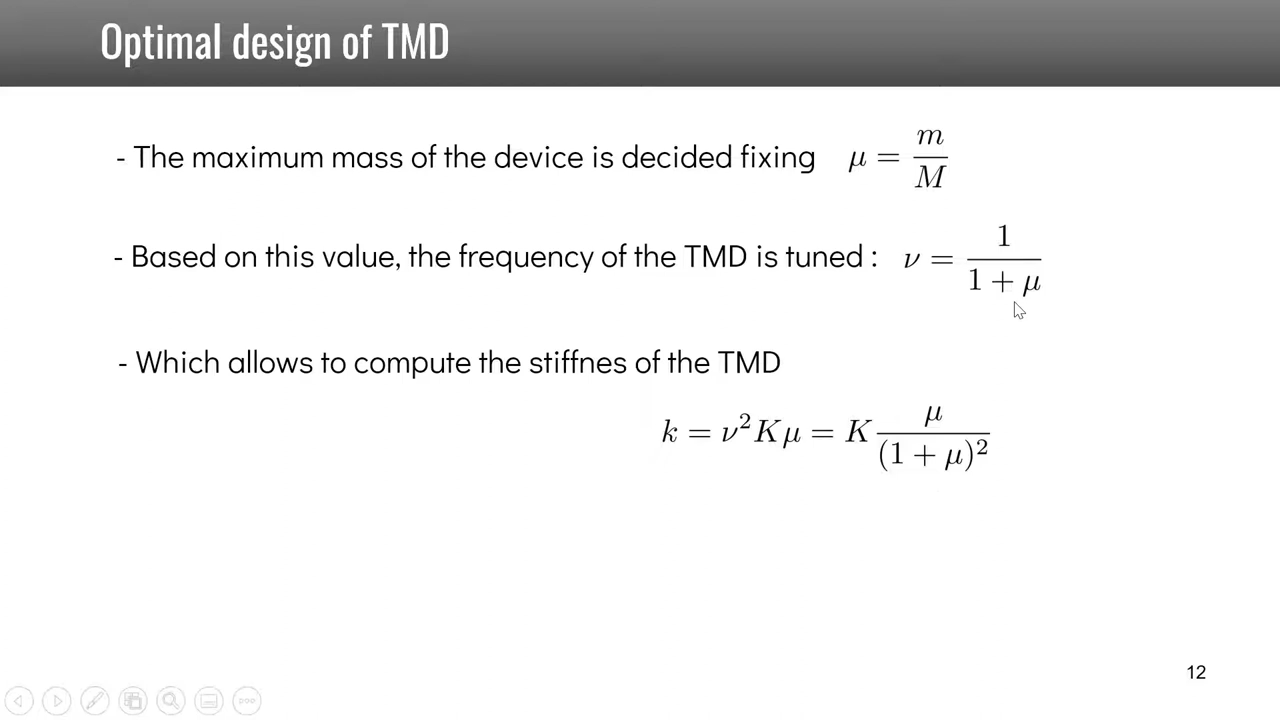 Optimal design of TMD
- The maximum mass of the device is decided fixing μ = m/M
- Based on this value, the frequency of the TMD is tuned : ν = 1/(1 + μ)
- Which allows to compute the stiffnes of the TMD
k = ν²Kμ = K μ/(1 + μ)²
12